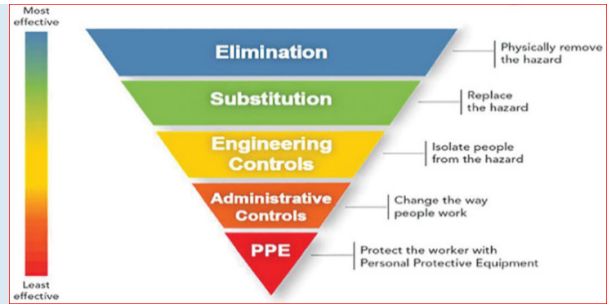 Most
effective
Elimination
Physically remove
the hazard
Substitution
Replace
the hazard
Engineering
Controls
Isolate people
from the hazard
Administrative
Controls
Change the way
people work
PPE
Protect the worker with
Personal Protective Equipment
Least
effective